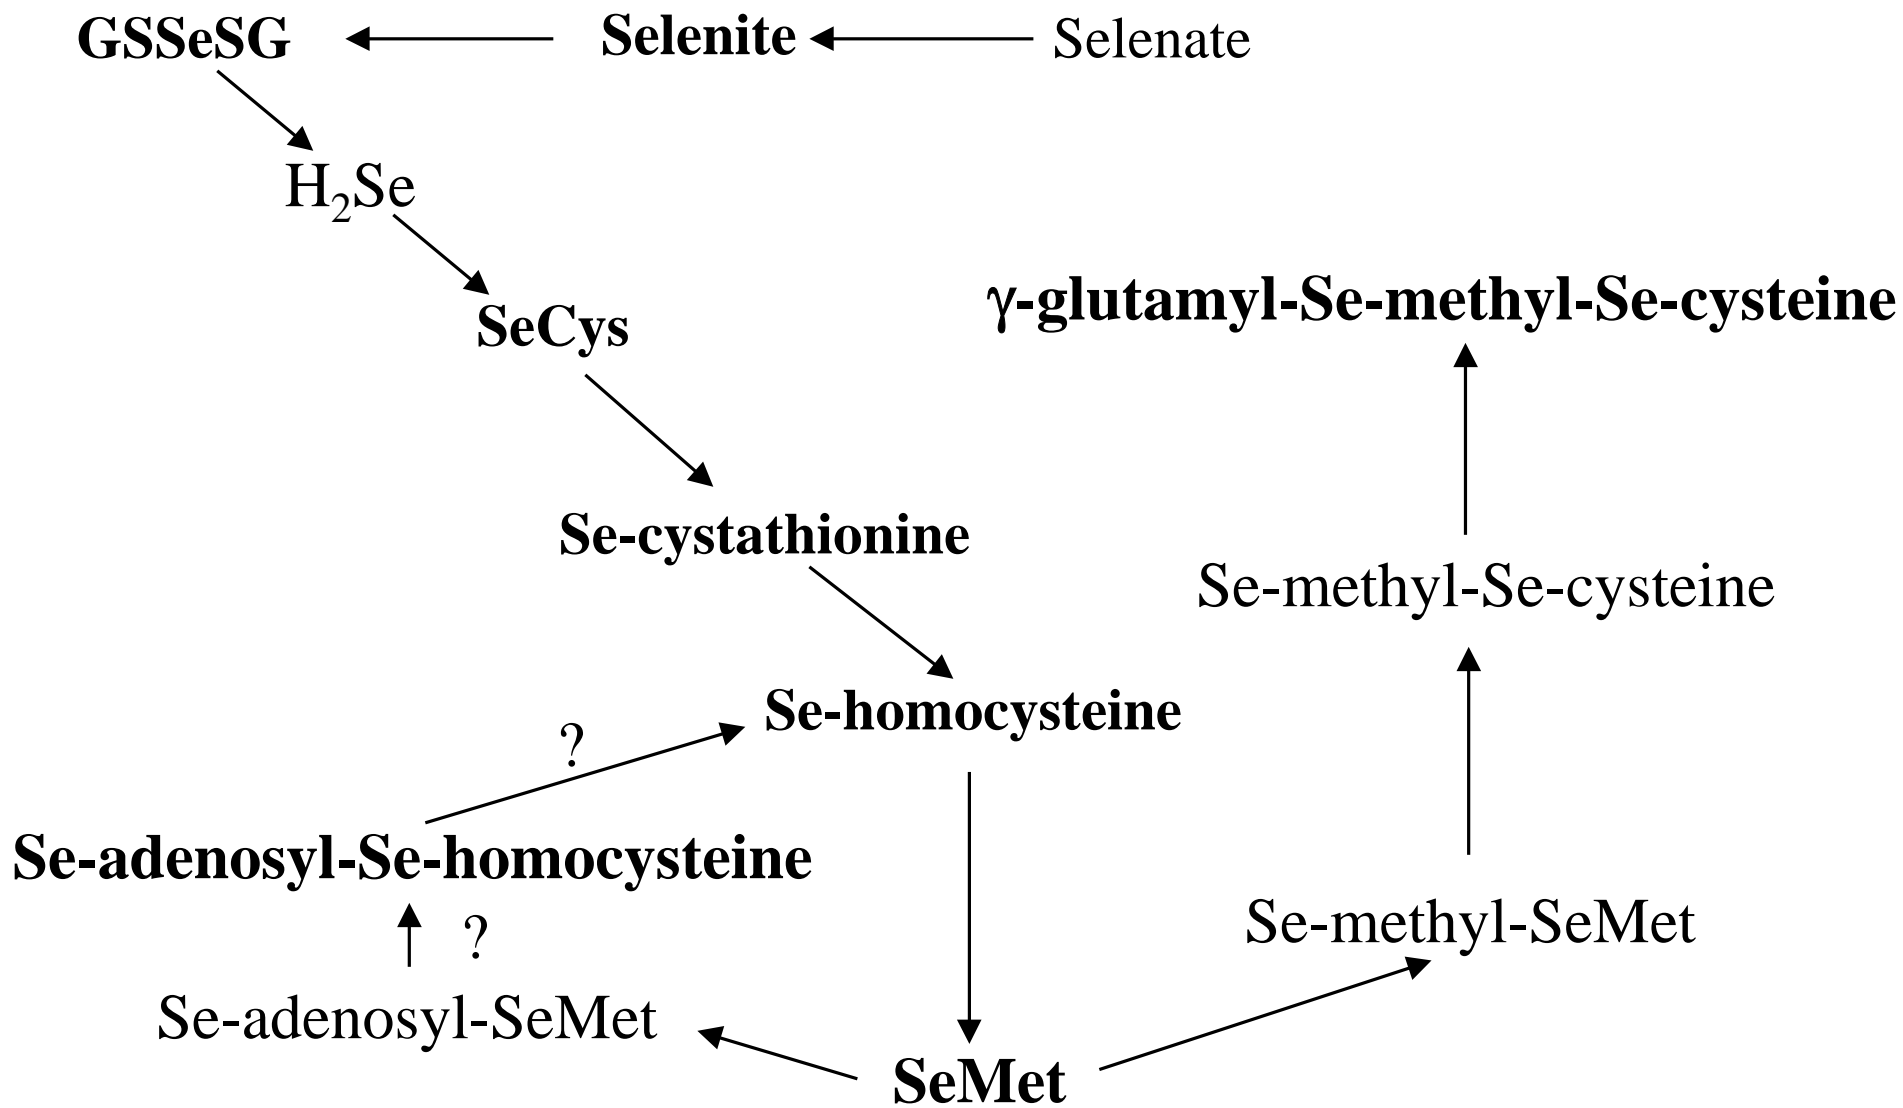 GSSeSG
Selenite
Selenate
H₂Se
SeCys
γ-glutamyl-Se-methyl-Se-cysteine
Se-cystathionine
Se-methyl-Se-cysteine
Se-homocysteine
?
Se-adenosyl-Se-homocysteine
?
Se-methyl-SeMet
Se-adenosyl-SeMet
SeMet